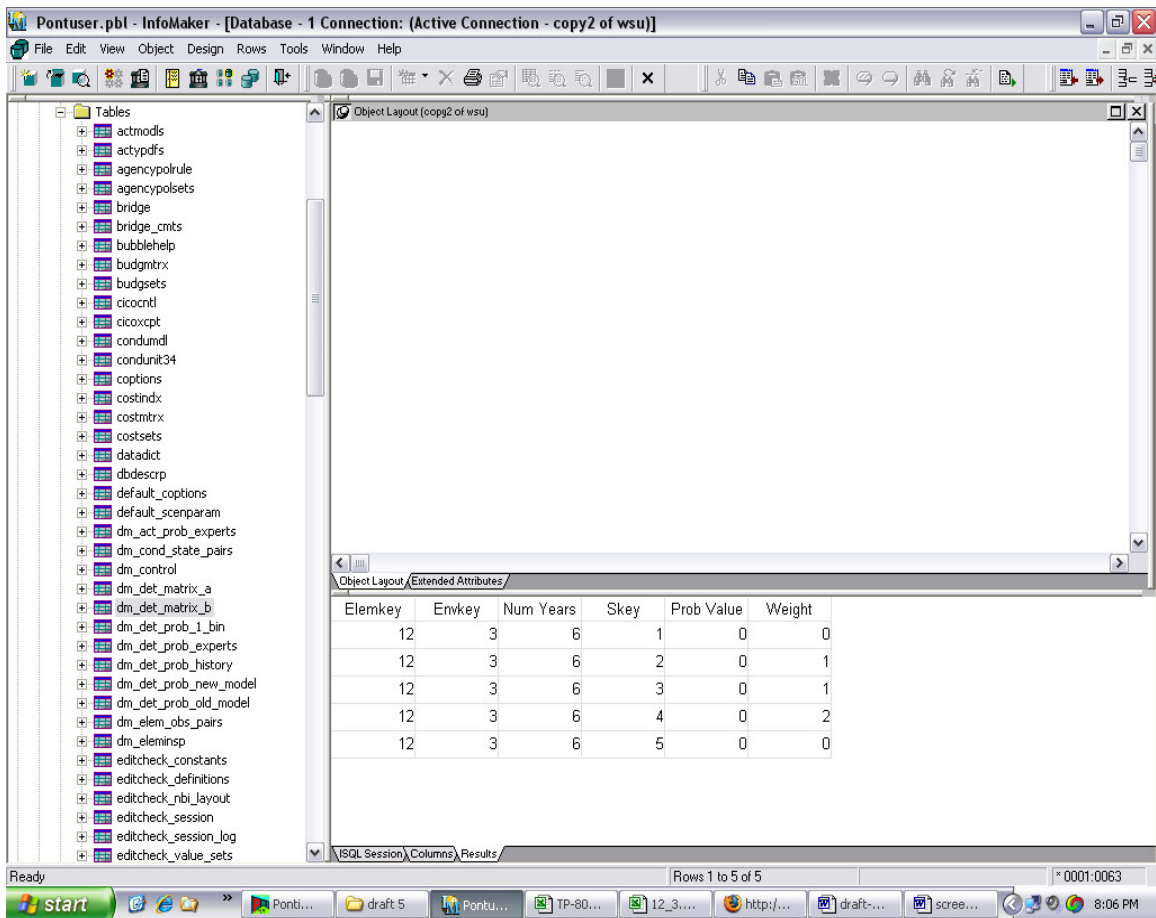 Pontuser.pbl - InfoMaker - [Database - 1 Connection: (Active Connection - copy2 of wsu)]
File Edit View Object Design Rows Tools Window Help
Tables
actmodls
actypdfs
agencypolrule
agencypolsets
bridge
bridge_cmts
bubblehelp
budgmtrx
budgsets
cicocntl
cicoxcpt
condumdl
condunit34
coptions
costindx
costmtrx
costsets
datadict
dbdescrp
default_coptions
default_scenparam
dm_act_prob_experts
dm_cond_state_pairs
dm_control
dm_det_matrix_a
dm_det_matrix_b
dm_det_prob_1_bin
dm_det_prob_experts
dm_det_prob_history
dm_det_prob_new_model
dm_det_prob_old_model
dm_elem_obs_pairs
dm_eleminsp
editcheck_constants
editcheck_definitions
editcheck_nbi_layout
editcheck_session
editcheck_session_log
editcheck_value_sets
Object Layout (copy2 of wsu)
Object Layout Extended Attributes
Elemkey Envkey Num Years Skey Prob Value Weight
12 3 6 1 0 0
12 3 6 2 0 1
12 3 6 3 0 1
12 3 6 4 0 2
12 3 6 5 0 0
ISQL Session Columns Results
Ready Rows 1 to 5 of 5 * 0001:0063
start Ponti... draft 5 Pontu... TP-80... 12_3.... http:/... draft-... scree... 8:06 PM